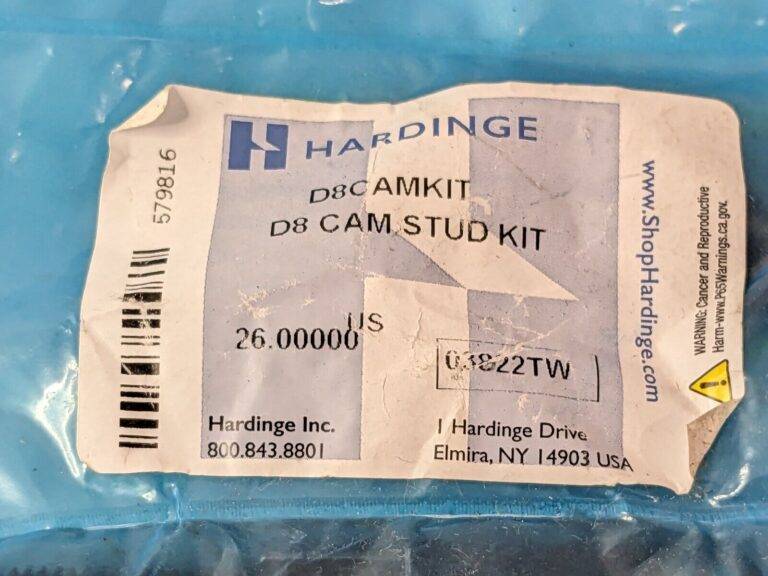 579816
HARDINGE
D8CAMKIT
D8 CAM STUD KIT
US
26.00000
03822TW
Hardinge Inc.
800.843.8801
1 Hardinge Drive
Elmira, NY 14903 USA
www.ShopHardinge.com
WARNING: Cancer and Reproductive
Harm-www.P65Warnings.ca.gov.